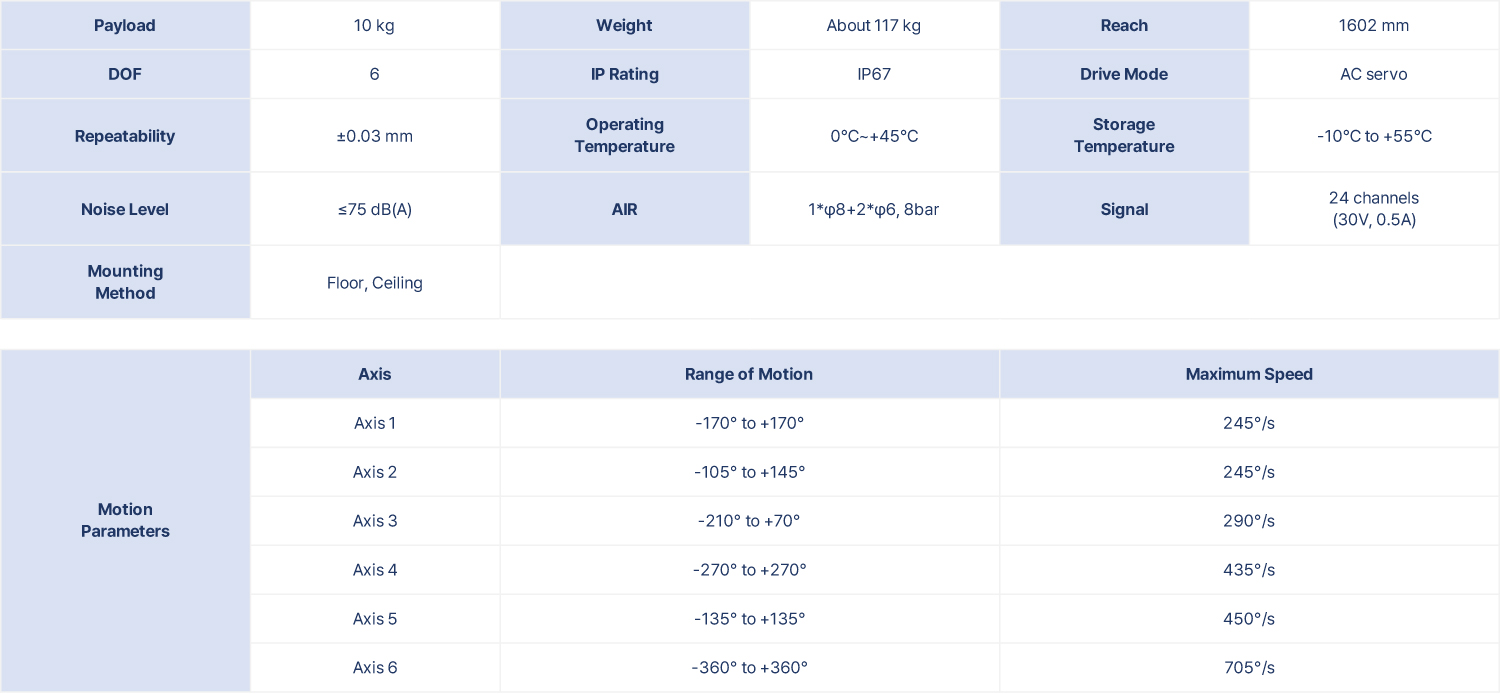 Payload
10 kg
Weight
About 117 kg
Reach
1602 mm
DOF
6
IP Rating
IP67
Drive Mode
AC servo
Repeatability
±0.03 mm
Operating
Temperature
0°C~+45°C
Storage
Temperature
-10°C to +55°C
Noise Level
≤75 dB(A)
AIR
1*φ8+2*φ6, 8bar
Signal
24 channels
(30V, 0.5A)
Mounting
Method
Floor, Ceiling
Motion
Parameters
Axis
Range of Motion
Maximum Speed
Axis 1
-170° to +170°
245°/s
Axis 2
-105° to +145°
245°/s
Axis 3
-210° to +70°
290°/s
Axis 4
-270° to +270°
435°/s
Axis 5
-135° to +135°
450°/s
Axis 6
-360° to +360°
705°/s